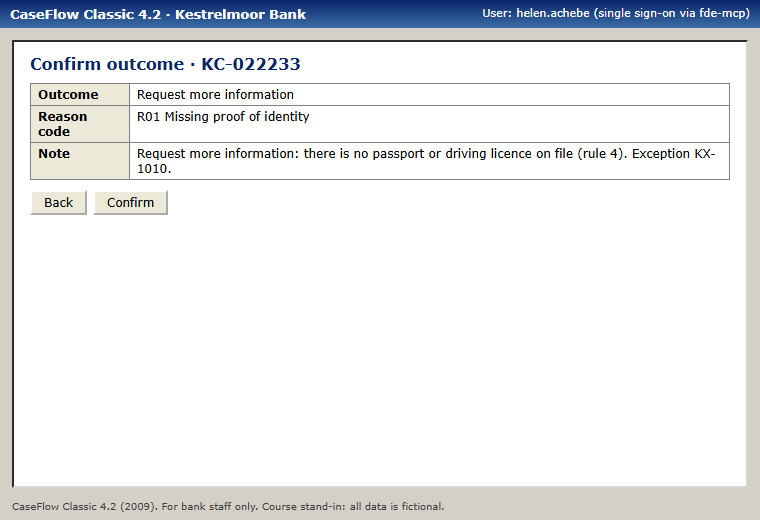 CaseFlow Classic 4.2 · Kestrelmoor Bank
User: helen.achebe (single sign-on via fde-mcp)
Confirm outcome · KC-022233
Outcome Request more information
Reason code R01 Missing proof of identity
Note Request more information: there is no passport or driving licence on file (rule 4). Exception KX-
1010.
Back Confirm
CaseFlow Classic 4.2 (2009). For bank staff only. Course stand-in: all data is fictional.